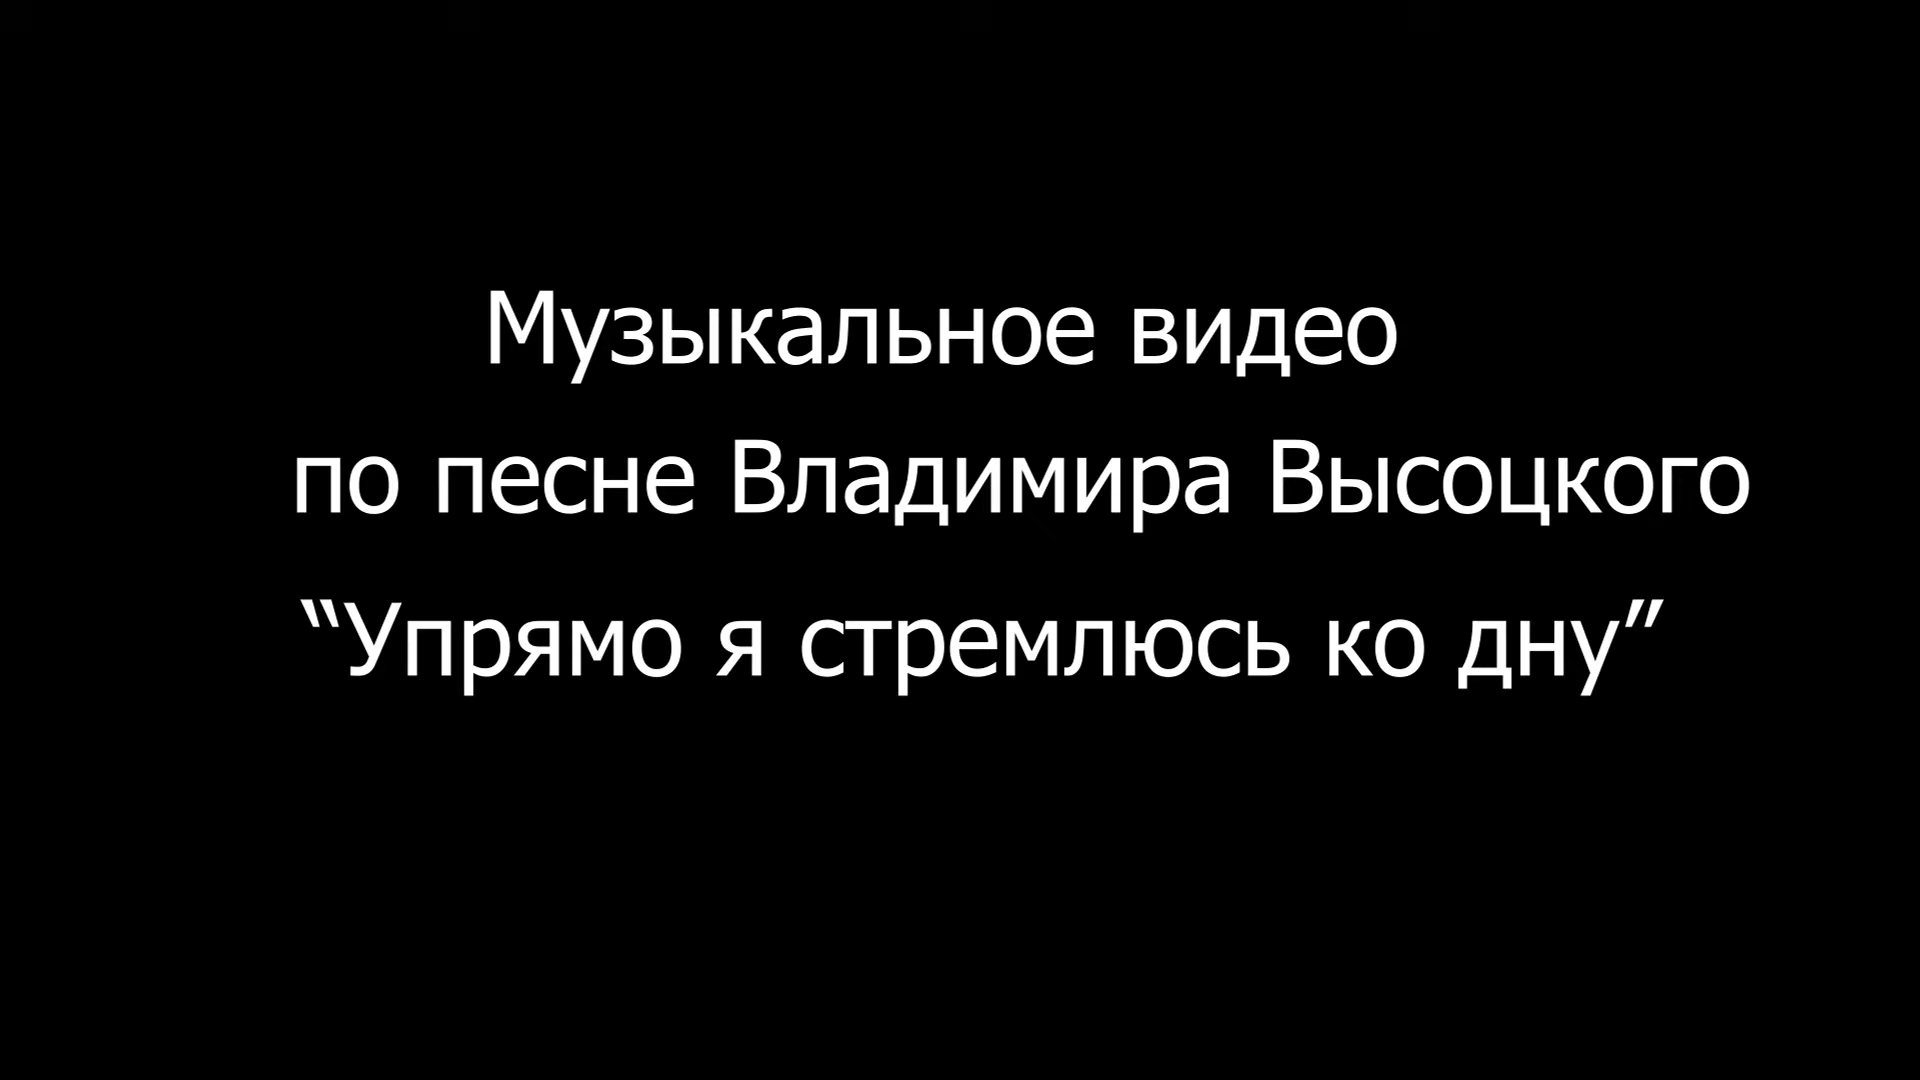 Музыкальное видео
по песне Владимира Высоцкого
“Упрямо я стремлюсь ко дну”